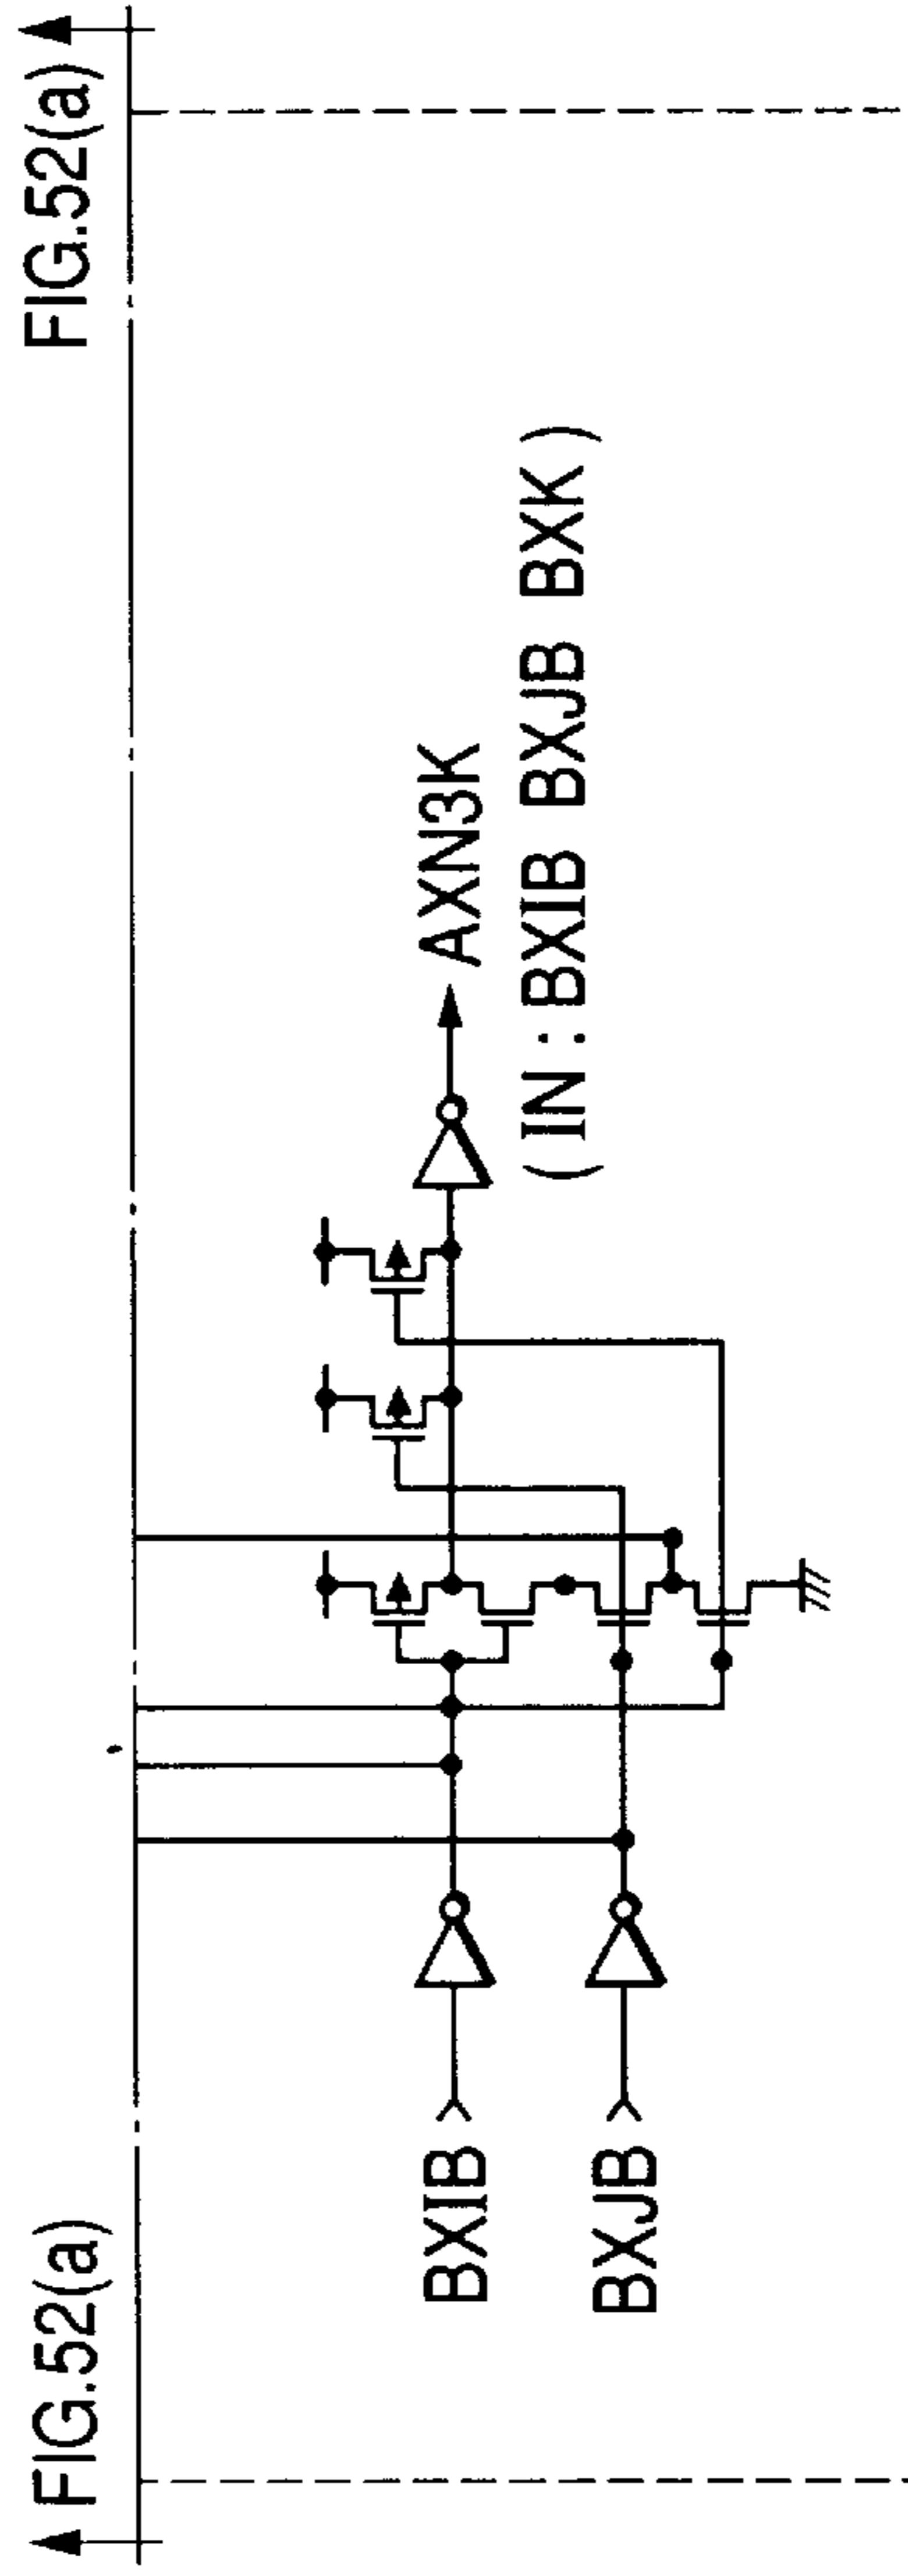 FIG.52(a)
FIG.52(a)
BXIB
BXJB
AXN3K
( IN : BXIB BXJB BXK )